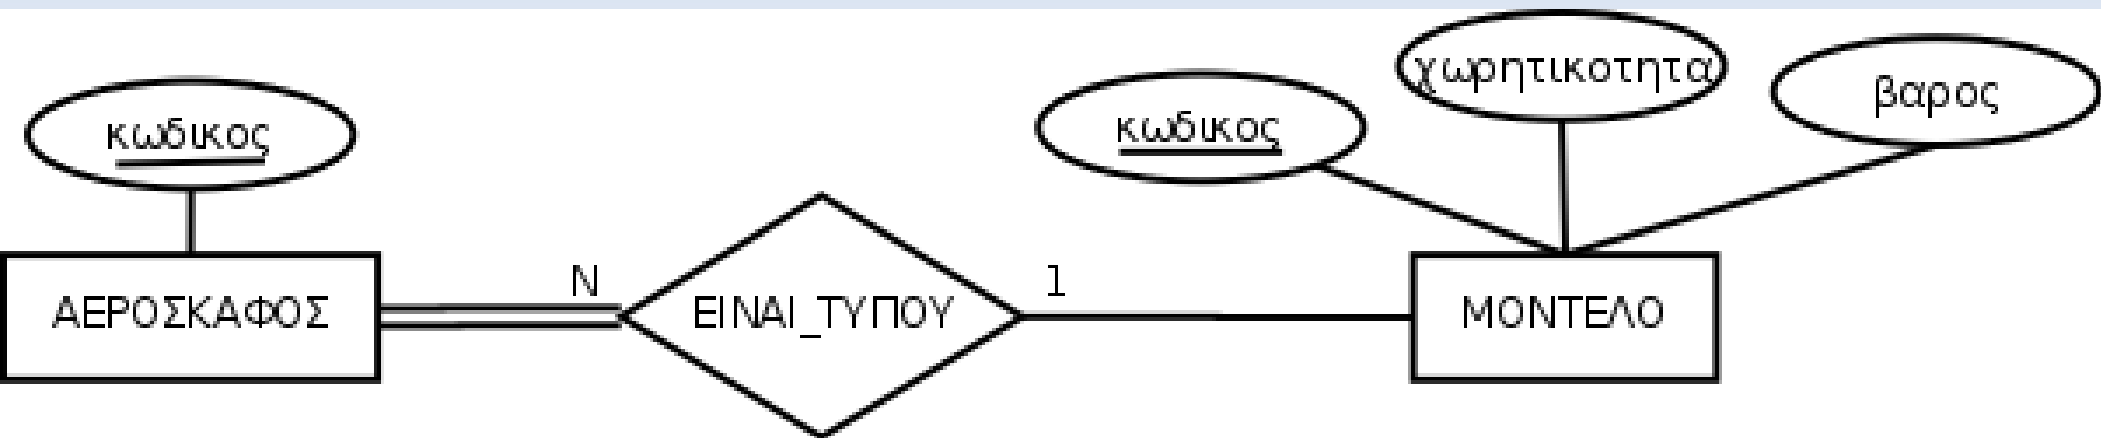 χωρητικοτητα
βαρος
κωδικος
κωδικος
N
1
ΑΕΡΟΣΚΑΦΟΣ
ΕΙΝΑΙ_ΤΥΠΟΥ
ΜΟΝΤΕΛΟ